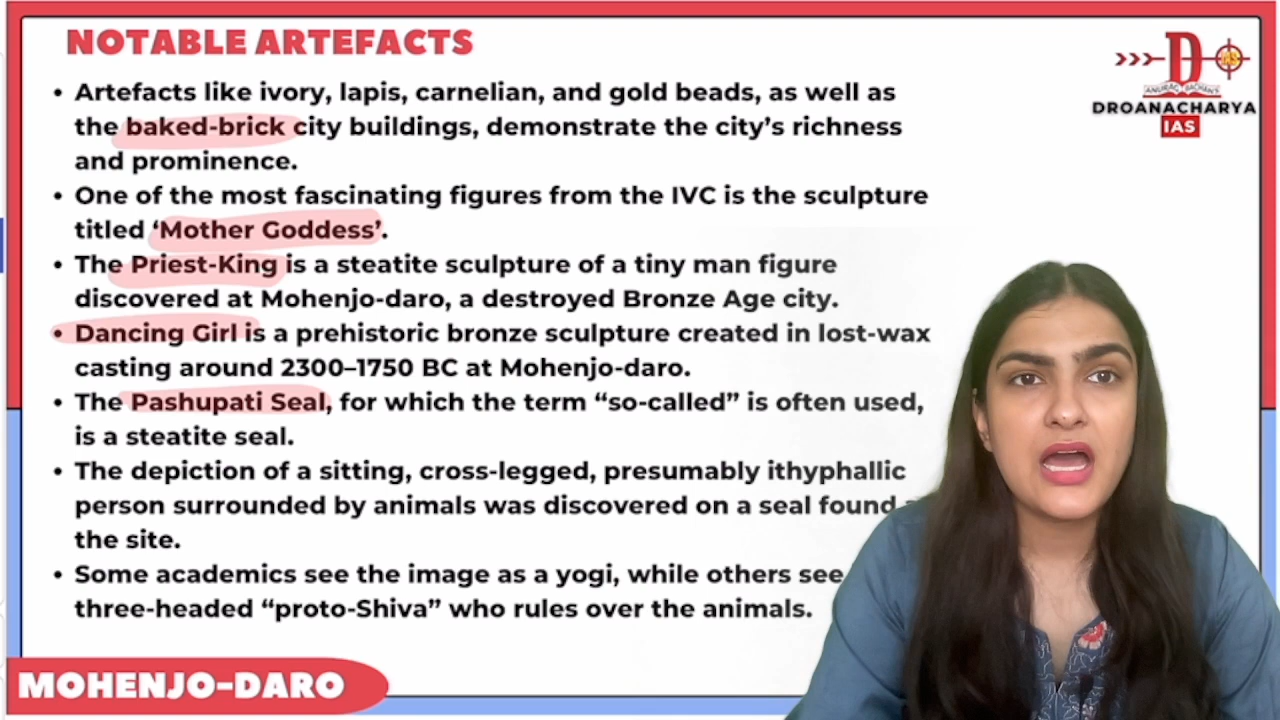 NOTABLE ARTEFACTS
• Artefacts like ivory, lapis, carnelian, and gold beads, as well as
the baked-brick city buildings, demonstrate the city’s richness
and prominence.
• One of the most fascinating figures from the IVC is the sculpture
titled ‘Mother Goddess’.
• The Priest-King is a steatite sculpture of a tiny man figure
discovered at Mohenjo-daro, a destroyed Bronze Age city.
• Dancing Girl is a prehistoric bronze sculpture created in lost-wax
casting around 2300–1750 BC at Mohenjo-daro.
• The Pashupati Seal, for which the term “so-called” is often used,
is a steatite seal.
• The depiction of a sitting, cross-legged, presumably ithyphallic
person surrounded by animals was discovered on a seal found
the site.
• Some academics see the image as a yogi, while others see
three-headed “proto-Shiva” who rules over the animals.
MOHENJO-DARO
D
ANURAG BACHAN'S
DROANACHARYA
IAS